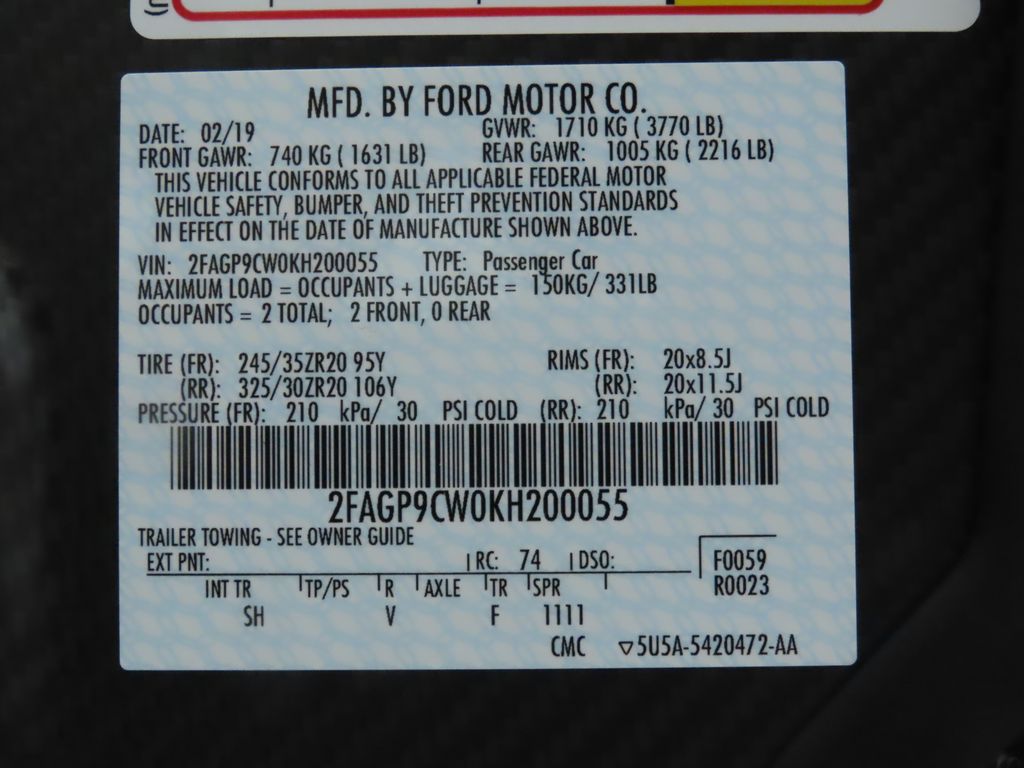 MFD. BY FORD MOTOR CO.
DATE: 02/19 GVWR: 1710 KG ( 3770 LB)
FRONT GAWR: 740 KG ( 1631 LB) REAR GAWR: 1005 KG ( 2216 LB)
THIS VEHICLE CONFORMS TO ALL APPLICABLE FEDERAL MOTOR
VEHICLE SAFETY, BUMPER, AND THEFT PREVENTION STANDARDS
IN EFFECT ON THE DATE OF MANUFACTURE SHOWN ABOVE.
VIN: 2FAGP9CW0KH200055 TYPE: Passenger Car
MAXIMUM LOAD = OCCUPANTS + LUGGAGE = 150KG/ 331LB
OCCUPANTS = 2 TOTAL; 2 FRONT, 0 REAR
TIRE (FR): 245/35ZR20 95Y RIMS (FR): 20x8.5J
(RR): 325/30ZR20 106Y (RR): 20x11.5J
PRESSURE (FR): 210 kPa/ 30 PSI COLD (RR): 210 kPa/ 30 PSI COLD
2FAGP9CW0KH200055
TRAILER TOWING - SEE OWNER GUIDE
EXT PNT: RC: 74 DSO: F0059
INT TR TP/PS R AXLE TR SPR R0023
SH V F 1111
CMC ▽5U5A-5420472-AA